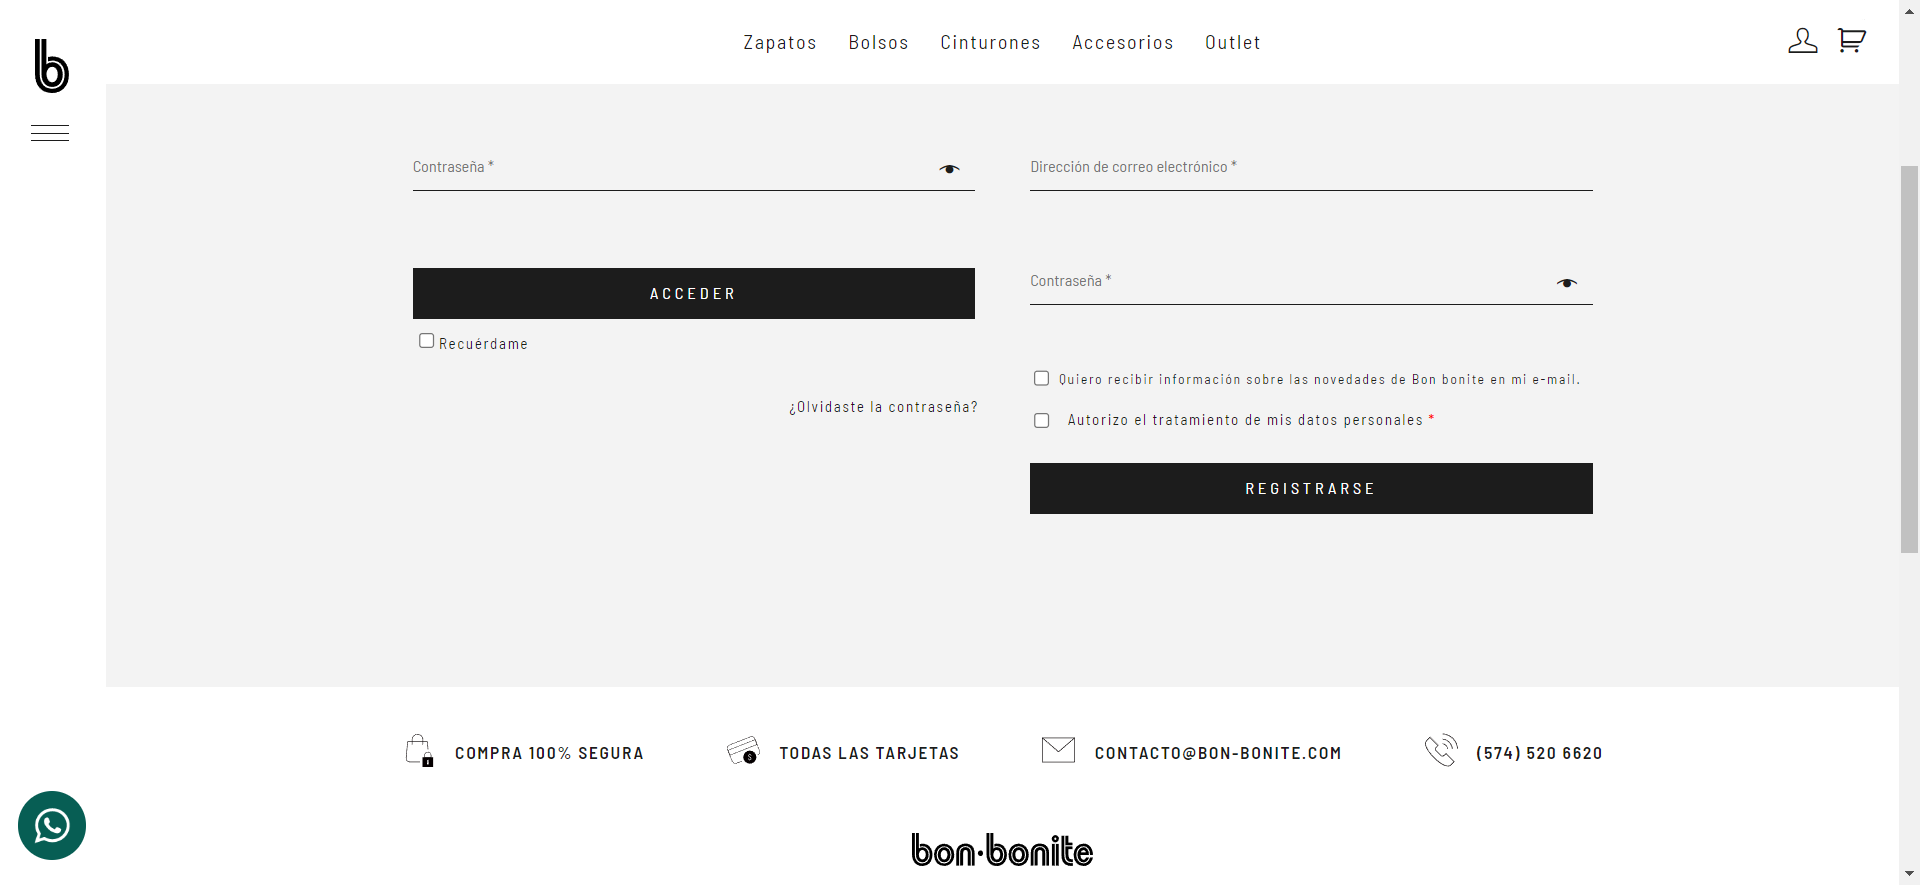 b
Zapatos Bolsos Cinturones Accesorios Outlet
Contraseña *
ACCEDER
Recuérdame
¿Olvidaste la contraseña?
Dirección de correo electrónico *
Contraseña *
Quiero recibir información sobre las novedades de Bon bonite en mi e-mail.
Autorizo el tratamiento de mis datos personales *
REGISTRARSE
COMPRA 100% SEGURA
TODAS LAS TARJETAS
CONTACTO@BON-BONITE.COM
(574) 520 6620
bon·bonite